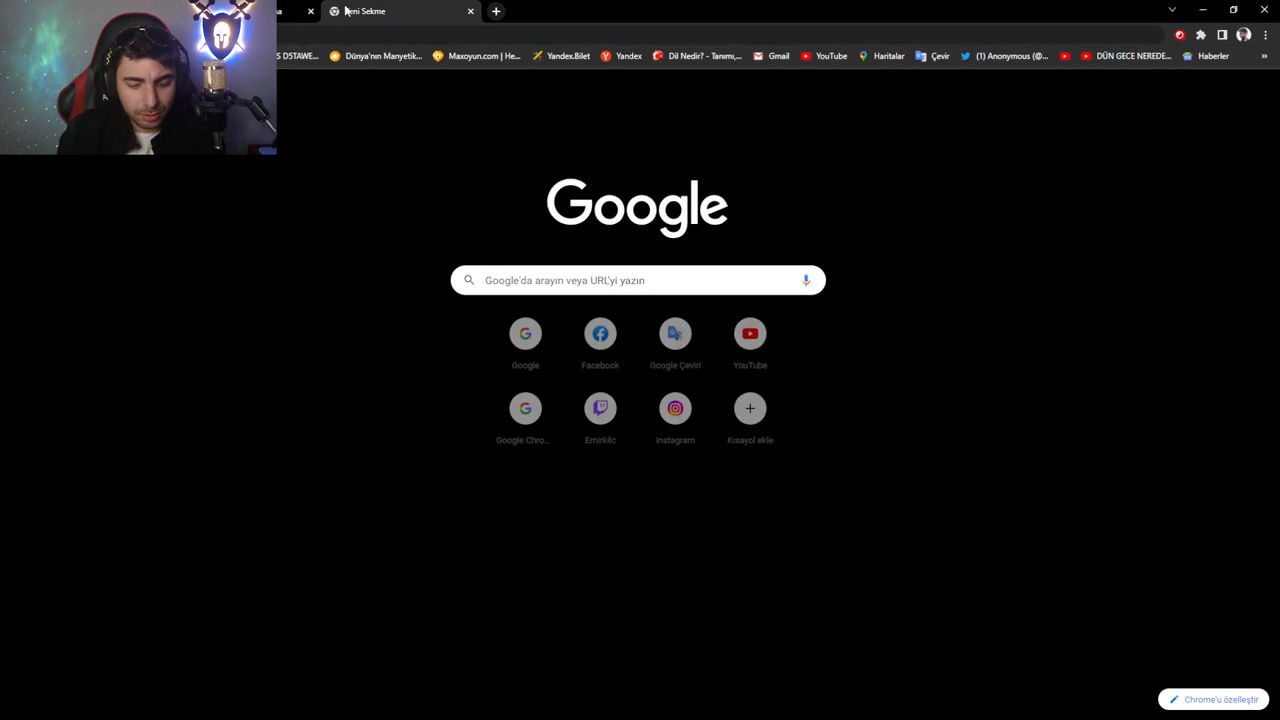 Yeni Sekme
S D5TAWE...
Dünya'nın Manyetik...
Maxoyun.com | He...
Yandex.Bilet
Yandex
Dil Nedir? - Tanımı,...
Gmail
YouTube
Haritalar
Çevir
(1) Anonymous (@...
DÜN GECE NEREDE...
Haberler
Google
Google'da arayın veya URL'yi yazın
Google
Facebook
Google Çeviri
YouTube
Google Chro...
Emirkilc
Instagram
Kısayol ekle
Chrome'u özelleştir